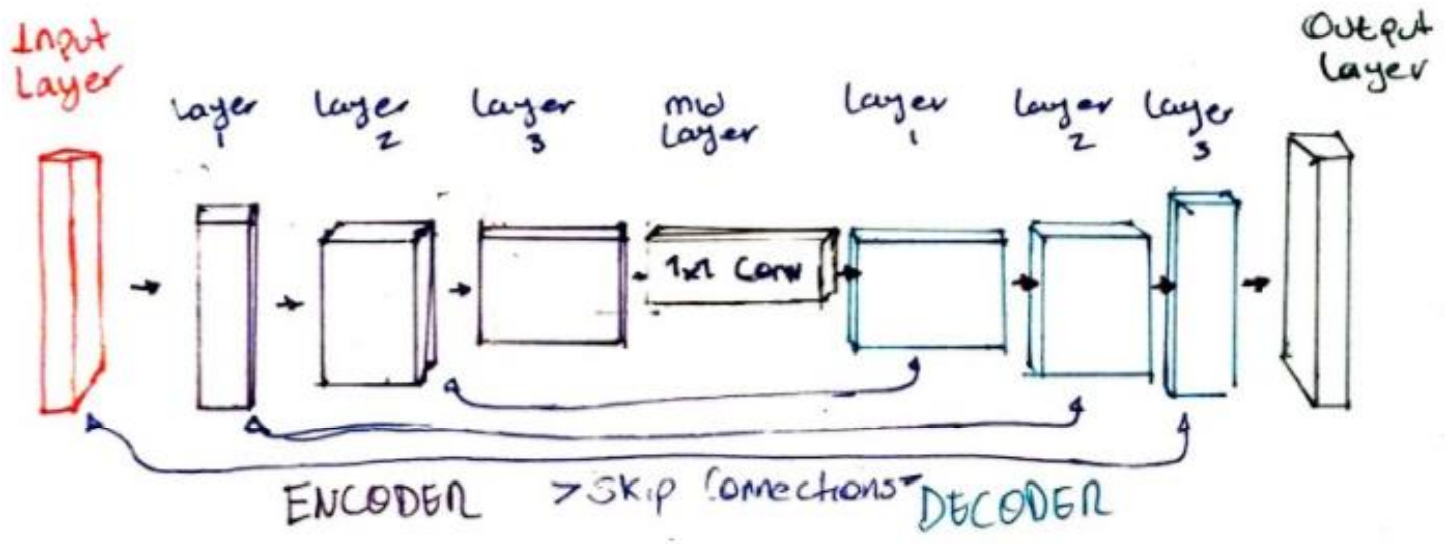 Input
Layer
Layer
1
Layer
2
Layer
3
mid
Layer
Layer
1
Layer
2
Layer
3
Output
Layer
1x1 Conv
ENCODER
>Skip Connections
DECODER